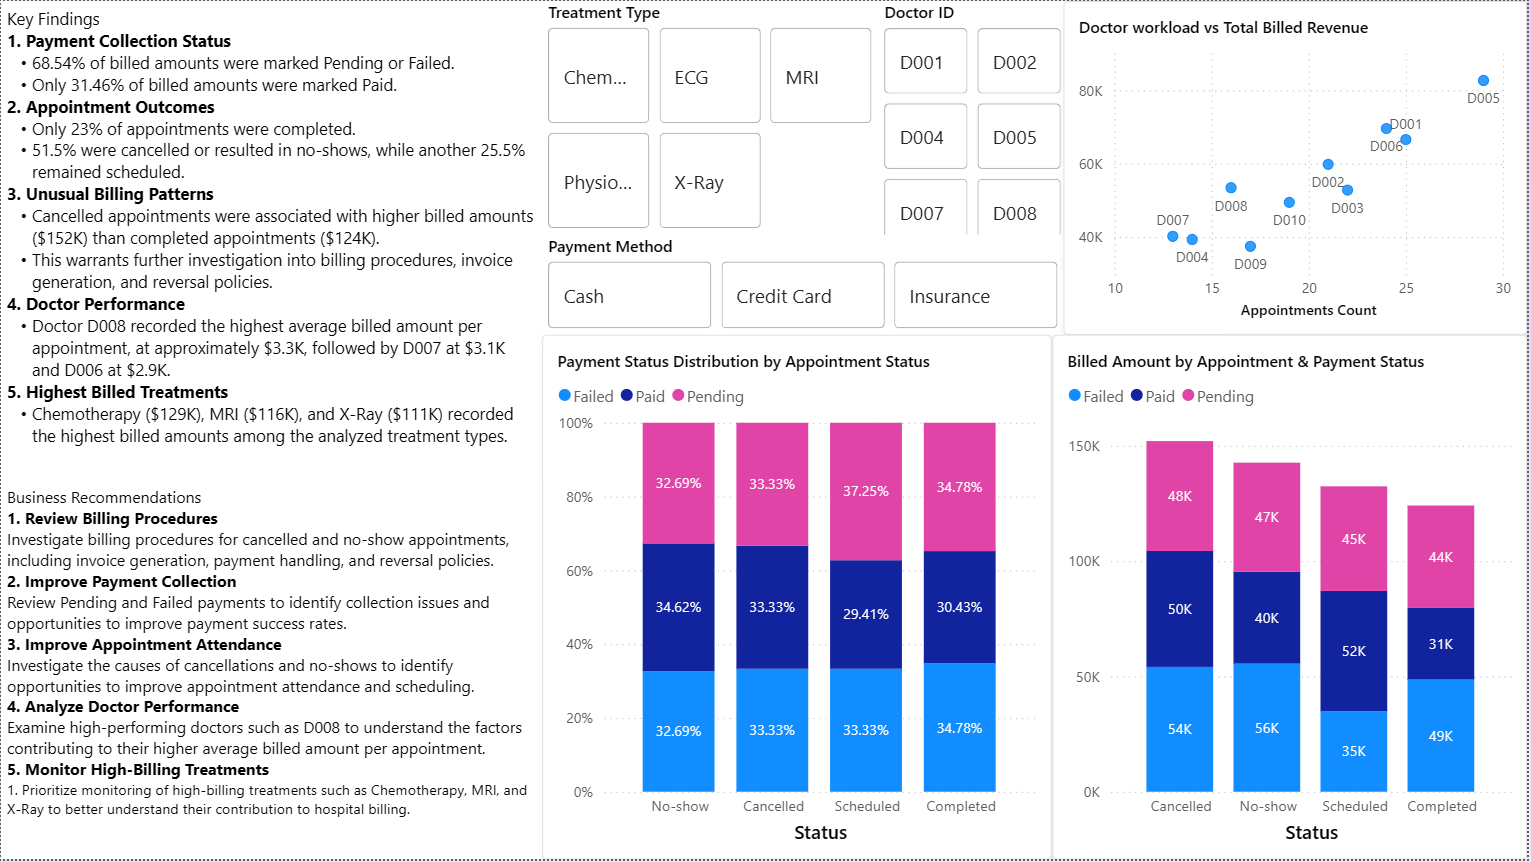 Key Findings
1. Payment Collection Status
• 68.54% of billed amounts were marked Pending or Failed.
• Only 31.46% of billed amounts were marked Paid.
2. Appointment Outcomes
• Only 23% of appointments were completed.
• 51.5% were cancelled or resulted in no-shows, while another 25.5%
remained scheduled.
3. Unusual Billing Patterns
• Cancelled appointments were associated with higher billed amounts
($152K) than completed appointments ($124K).
• This warrants further investigation into billing procedures, invoice
generation, and reversal policies.
4. Doctor Performance
• Doctor D008 recorded the highest average billed amount per
appointment, at approximately $3.3K, followed by D007 at $3.1K
and D006 at $2.9K.
5. Highest Billed Treatments
• Chemotherapy ($129K), MRI ($116K), and X-Ray ($111K) recorded
the highest billed amounts among the analyzed treatment types.
Business Recommendations
1. Review Billing Procedures
Investigate billing procedures for cancelled and no-show appointments,
including invoice generation, payment handling, and reversal policies.
2. Improve Payment Collection
Review Pending and Failed payments to identify collection issues and
opportunities to improve payment success rates.
3. Improve Appointment Attendance
Investigate the causes of cancellations and no-shows to identify
opportunities to improve appointment attendance and scheduling.
4. Analyze Doctor Performance
Examine high-performing doctors such as D008 to understand the factors
contributing to their higher average billed amount per appointment.
5. Monitor High-Billing Treatments
1. Prioritize monitoring of high-billing treatments such as Chemotherapy, MRI, and
X-Ray to better understand their contribution to hospital billing.
Treatment Type
Chem... ECG MRI
Physio... X-Ray
Doctor ID
D001 D002
D004 D005
D007 D008
Payment Method
Cash Credit Card Insurance
Doctor workload vs Total Billed Revenue
80K
60K
40K
D005
D001
D006
D002
D003
D008
D010
D007
D004
D009
10 15 20 25 30
Appointments Count
Payment Status Distribution by Appointment Status
Failed Paid Pending
100%
80%
60%
40%
20%
0%
32.69% 33.33% 37.25% 34.78%
34.62% 33.33% 29.41% 30.43%
32.69% 33.33% 33.33% 34.78%
No-show Cancelled Scheduled Completed
Status
Billed Amount by Appointment & Payment Status
Failed Paid Pending
150K
100K
50K
0K
48K 47K 45K 44K
50K 40K 52K 31K
54K 56K 35K 49K
Cancelled No-show Scheduled Completed
Status